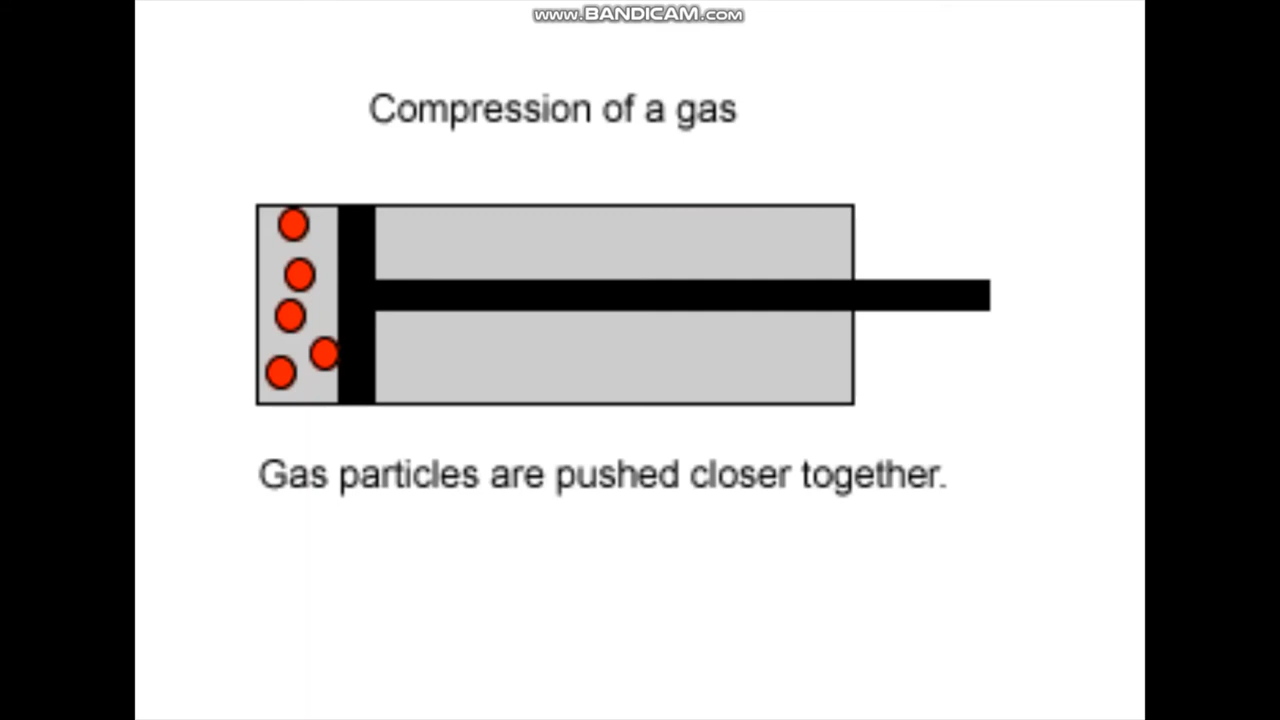 www.BANDICAM.com
Compression of a gas
Gas particles are pushed closer together.